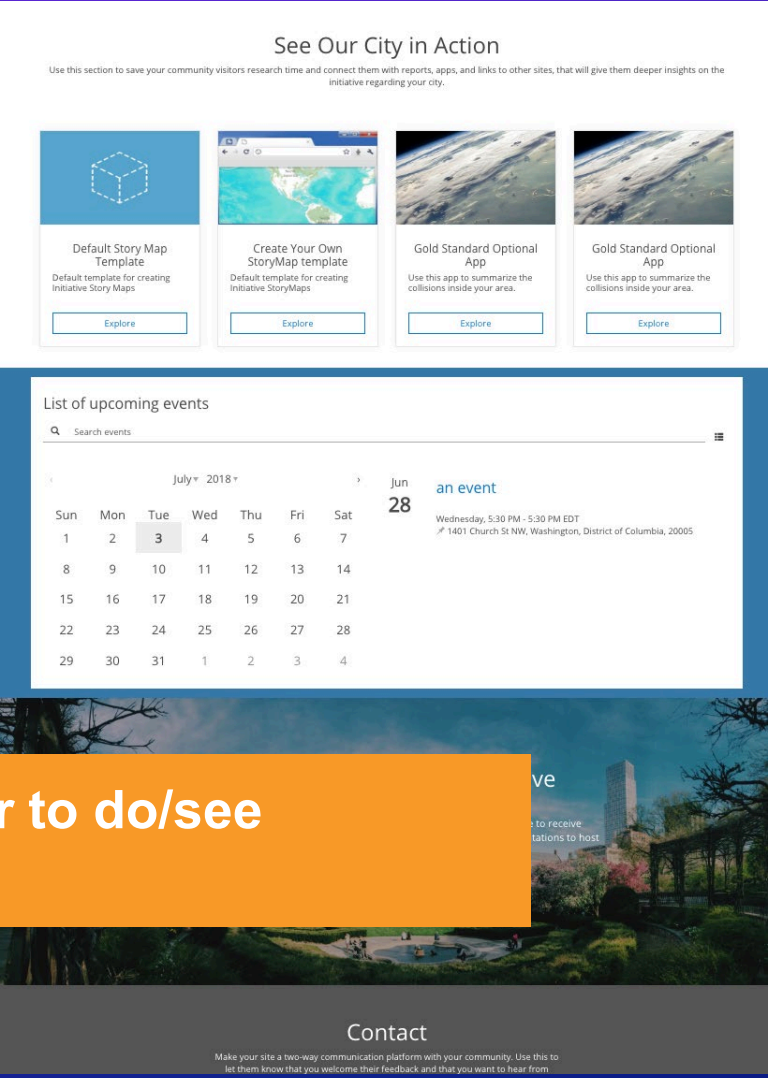 See Our City in Action
Use this section to save your community visitors research time and connect them with reports, apps, and links to other sites, that will give them deeper insights on the
initiative regarding your city.
Default Story Map
Template
Default template for creating
Initiative Story Maps
Explore
Create Your Own
StoryMap template
Default template for creating
Initiative StoryMaps
Explore
Gold Standard Optional
App
Use this app to summarize the
collisions inside your area.
Explore
Gold Standard Optional
App
Use this app to summarize the
collisions inside your area.
Explore
List of upcoming events
Search events
July 2018
Sun Mon Tue Wed Thu Fri Sat
1 2 3 4 5 6 7
8 9 10 11 12 13 14
15 16 17 18 19 20 21
22 23 24 25 26 27 28
29 30 31 1 2 3 4
Jun
28
an event
Wednesday, 5:30 PM - 5:30 PM EDT
1401 Church St NW, Washington, District of Columbia, 20005
ve
r to do/see
to receive
tations to host
Contact
Make your site a two-way communication platform with your community. Use this to
let them know that you welcome their feedback and that you want to hear from